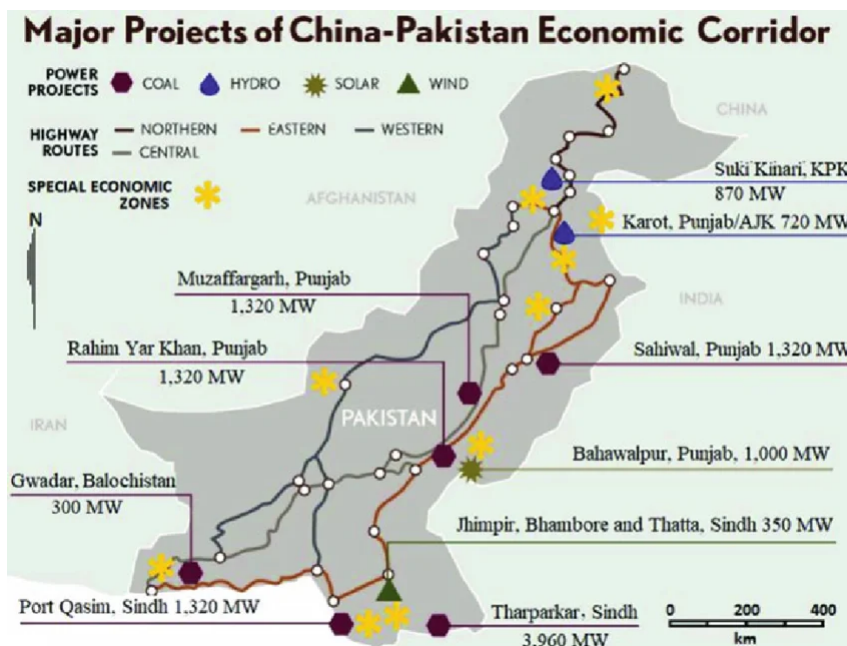 Major Projects of China-Pakistan Economic Corridor
POWER PROJECTS
COAL
HYDRO
SOLAR
WIND
HIGHWAY ROUTES
NORTHERN
EASTERN
WESTERN
CENTRAL
SPECIAL ECONOMIC ZONES
N
CHINA
AFGHANISTAN
Suki Kinari, KPK
870 MW
Karot, Punjab/AJK 720 MW
Muzaffargarh, Punjab
1,320 MW
INDIA
Rahim Yar Khan, Punjab
1,320 MW
Sahiwal, Punjab 1,320 MW
IRAN
PAKISTAN
Bahawalpur, Punjab, 1,000 MW
Gwadar, Balochistan
300 MW
Jhimpir, Bhambore and Thatta, Sindh 350 MW
Port Qasim, Sindh 1,320 MW
Tharparkar, Sindh
3,960 MW
0 200 400
km